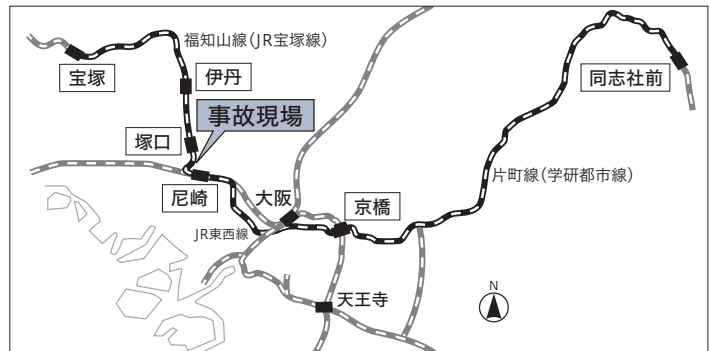 福知山線(JR宝塚線)
宝塚
伊丹
同志社前
事故現場
塚口
片町線(学研都市線)
尼崎
大阪
京橋
JR東西線
N
天王寺